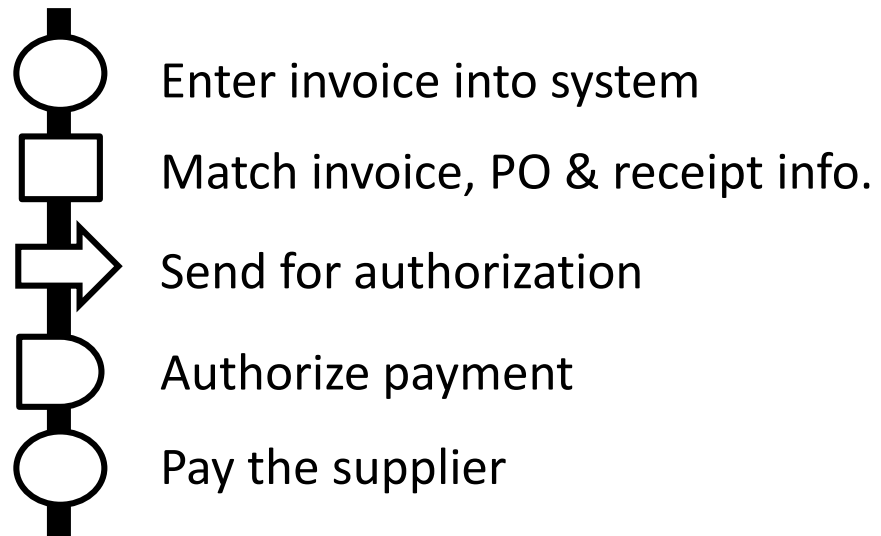 Enter invoice into system
Match invoice, PO & receipt info.
Send for authorization
Authorize payment
Pay the supplier